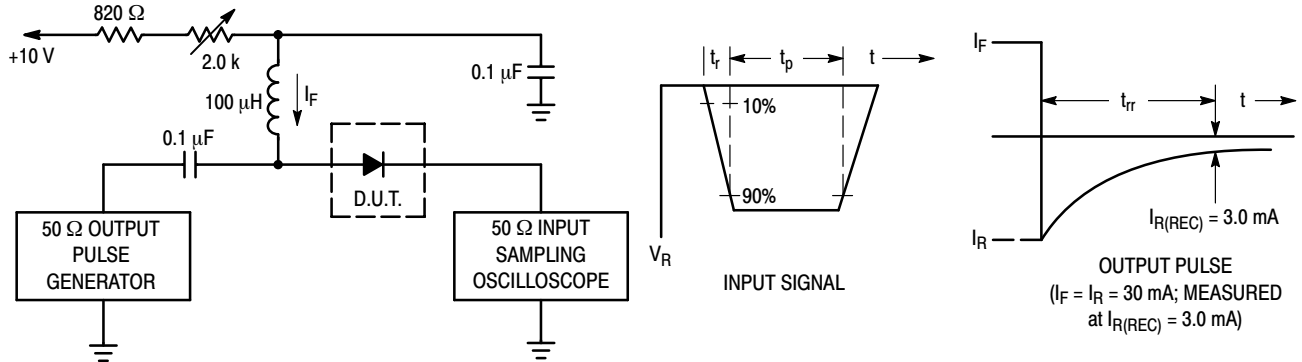 820 Ω
+10 V
2.0 k
100 μH
I_F
0.1 μF
0.1 μF
D.U.T.
50 Ω OUTPUT
PULSE
GENERATOR
50 Ω INPUT
SAMPLING
OSCILLOSCOPE
t_r
t_p
t
10%
90%
V_R
INPUT SIGNAL
I_F
t_rr
t
I_R
I_R(REC) = 3.0 mA
OUTPUT PULSE
(I_F = I_R = 30 mA; MEASURED
at I_R(REC) = 3.0 mA)